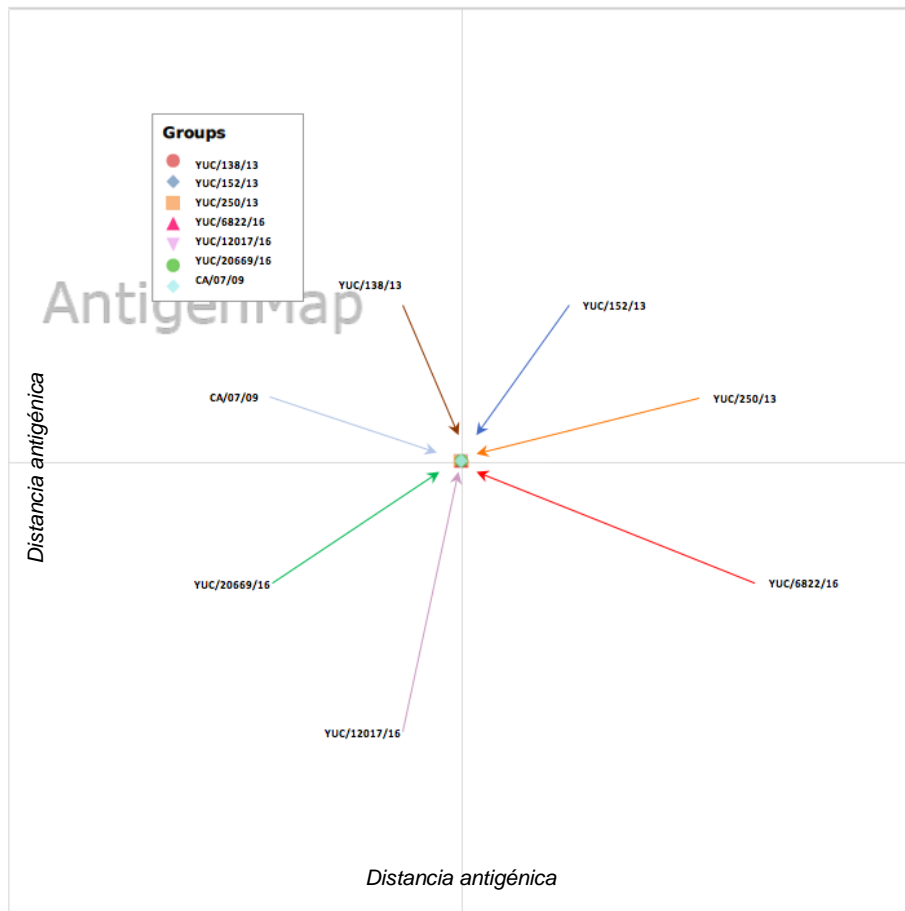 Groups
YUC/138/13
YUC/152/13
YUC/250/13
YUC/6822/16
YUC/12017/16
YUC/20669/16
CA/07/09
AntigenMap
YUC/138/13
YUC/152/13
CA/07/09
YUC/250/13
Distancia antigénica
YUC/20669/16
YUC/6822/16
YUC/12017/16
Distancia antigénica